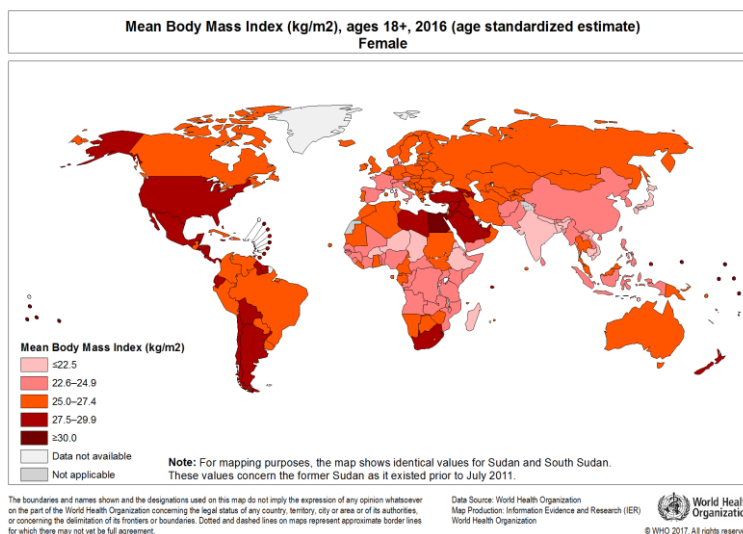 Mean Body Mass Index (kg/m2), ages 18+, 2016 (age standardized estimate)
Female
Mean Body Mass Index (kg/m2)
≤22.5
22.6–24.9
25.0–27.4
27.5–29.9
≥30.0
Data not available
Not applicable
Note: For mapping purposes, the map shows identical values for Sudan and South Sudan.
These values concern the former Sudan as it existed prior to July 2011.
The boundaries and names shown and the designations used on this map do not imply the expression of any opinion whatsoever
on the part of the World Health Organization concerning the legal status of any country, territory, city or area or of its authorities,
or concerning the delimitation of its frontiers or boundaries. Dotted and dashed lines on maps represent approximate border lines
for which there may not yet be full agreement.
Data Source: World Health Organization
Map Production: Information Evidence and Research (IER)
World Health Organization
World Heal
Organizatio
© WHO 2017. All rights reserve